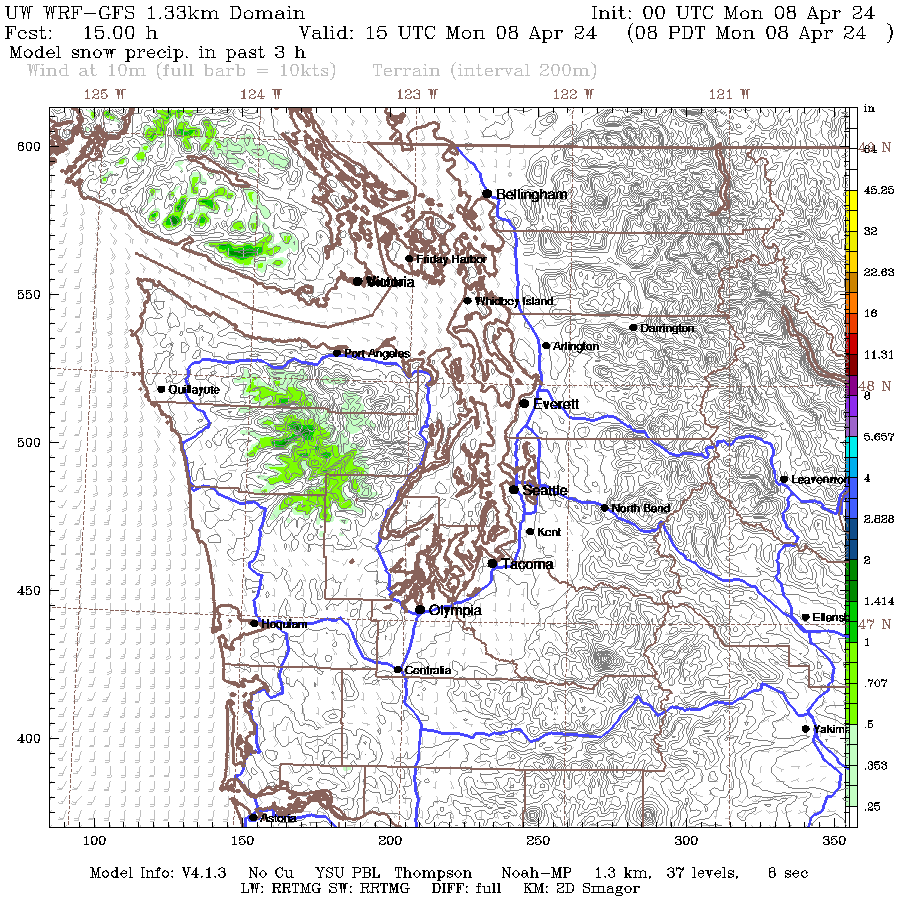 UW WRF-GFS 1.33km Domain Init: 00 UTC Mon 08 Apr 24
Fcst: 15.00 h Valid: 15 UTC Mon 08 Apr 24 (08 PDT Mon 08 Apr 24 )
Model snow precip. in past 3 h
Wind at 10m (full barb = 10kts) Terrain (interval 200m)
125 W 124 W 123 W 122 W 121 W
in
600 64 N
Bellingham 45.25
32
Friday Harbor
22.63
Victoria
550 Whidbey Island
16
Darrington
Arlington
Port Angeles 11.31
Quillayute 48 N
8
Everett
500 5.657
Leavenwor
Seattle 4
North Bend
2.828
Kent
Tacoma 2
450
1.414
Olympia
Ellens
Hoquiam 47 N
1
Centralia
.707
.5
Yakima
400
.353
.25
Astoria
100 150 200 250 300 350
Model Info: V4.1.3 No Cu YSU PBL Thompson Noah-MP 1.3 km, 37 levels, 8 sec
LW: RRTMG SW: RRTMG DIFF: full KM: 2D Smagor